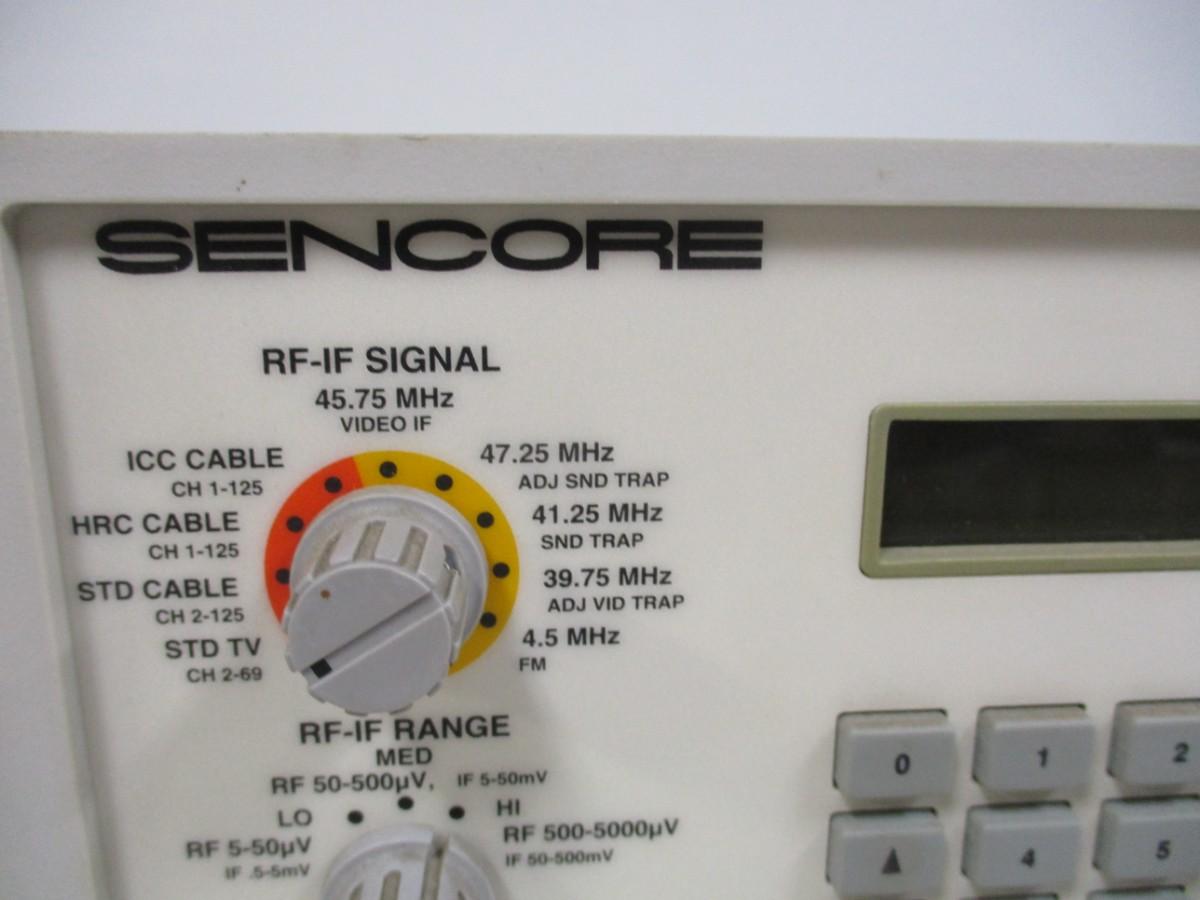 SENCORE
RF-IF SIGNAL
45.75 MHz
VIDEO IF
ICC CABLE
CH 1-125
HRC CABLE
CH 1-125
STD CABLE
CH 2-125
STD TV
CH 2-69
47.25 MHz
ADJ SND TRAP
41.25 MHz
SND TRAP
39.75 MHz
ADJ VID TRAP
4.5 MHz
FM
RF-IF RANGE
MED
RF 50-500µV, IF 5-50mV
LO
RF 5-50µV
IF .5-5mV
HI
RF 500-5000µV
IF 50-500mV
0 1 2
▲ 4 5